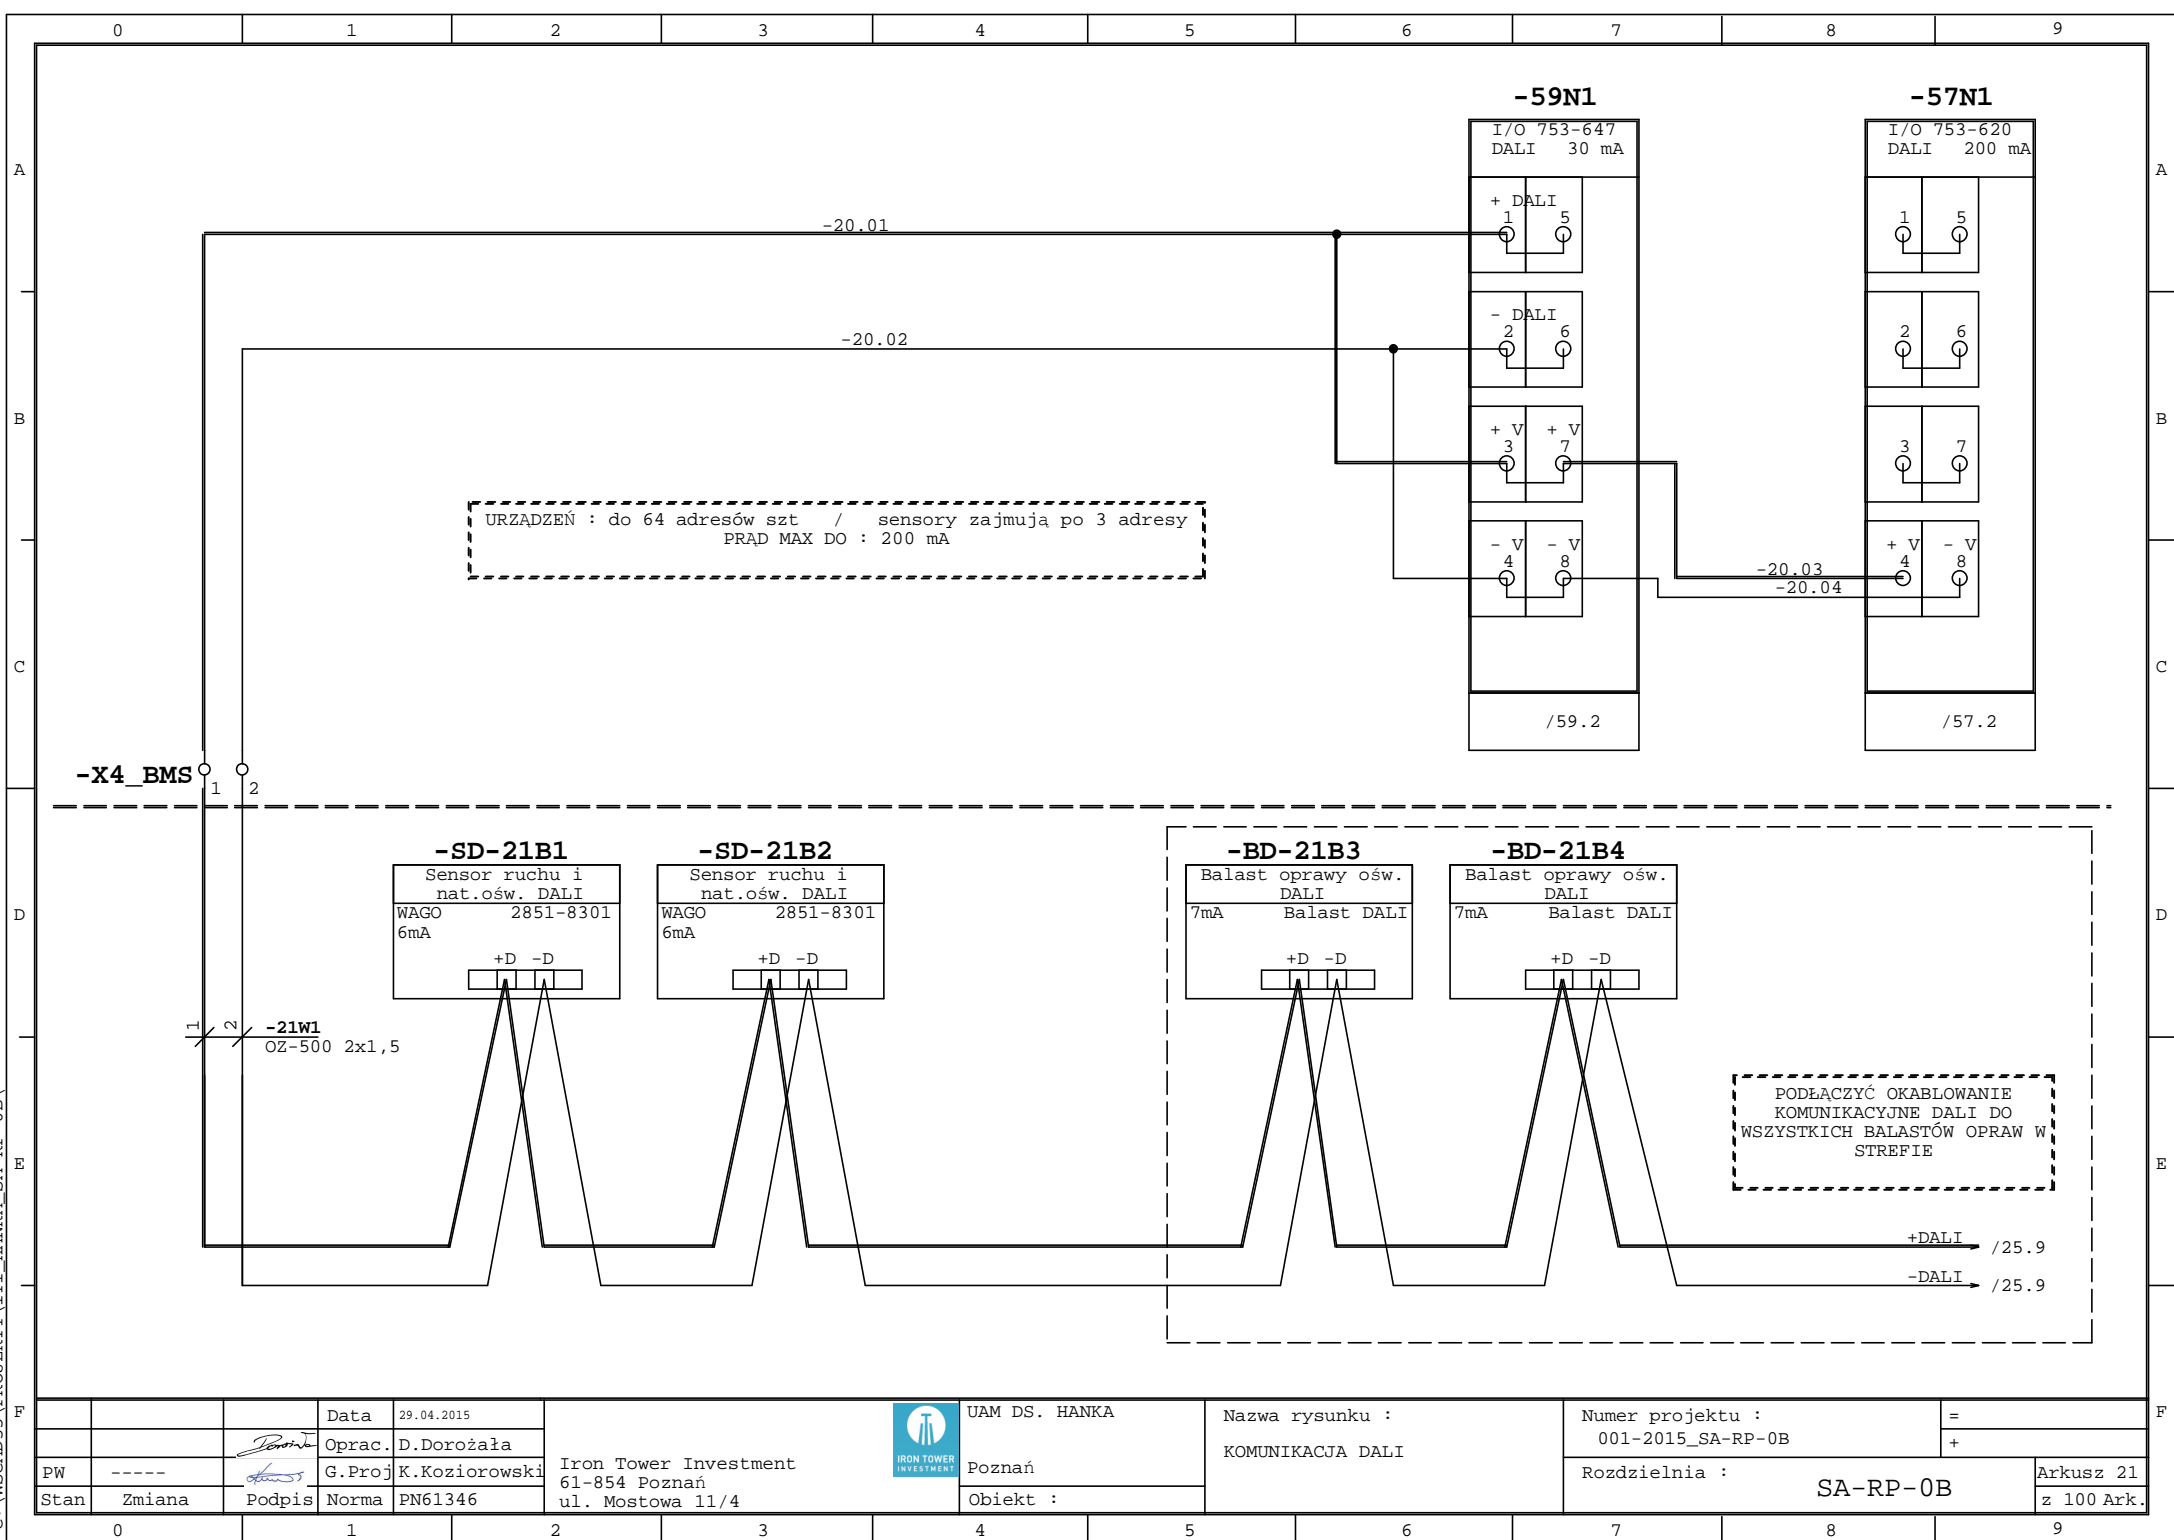 0 1 2 3 4 5 6 7 8 9
-59N1
-57N1
I/O 753-647
DALI 30 mA
I/O 753-620
DALI 200 mA
A
A
+ DALI
1 5
1 5
-20.01
- DALI
2 6
2 6
-20.02
B
B
+ V + V
3 7
3 7
URZĄDZEŃ : do 64 adresów szt / sensory zajmują po 3 adresy
PRĄD MAX DO : 200 mA
- V - V
4 8
+ V - V
4 8
-20.03
-20.04
C
C
/59.2
/57.2
-X4_BMS
1 2
-SD-21B1
-SD-21B2
-BD-21B3
-BD-21B4
Sensor ruchu i
nat.ośw. DALI
WAGO 2851-8301
6mA
+D -D
Sensor ruchu i
nat.ośw. DALI
WAGO 2851-8301
6mA
+D -D
Balast oprawy ośw.
DALI
7mA Balast DALI
+D -D
Balast oprawy ośw.
DALI
7mA Balast DALI
+D -D
D
D
1 2
-21W1
OZ-500 2x1,5
PODŁĄCZYĆ OKABLOWANIE
KOMUNIKACYJNE DALI DO
WSZYSTKICH BALASTÓW OPRAW W
STREFIE
E
E
+DALI /25.9
-DALI /25.9
F
F
Data 29.04.2015
Oprac. D.Dorożała
PW -----
G.Proj K.Koziorowski
Stan Zmiana Podpis Norma PN61346
Iron Tower Investment
61-854 Poznań
ul. Mostowa 11/4
IRON TOWER
INVESTMENT
UAM DS. HANKA
Poznań
Obiekt :
Nazwa rysunku :
KOMUNIKACJA DALI
Numer projektu :
001-2015_SA-RP-0B
Rozdzielnia :
SA-RP-0B
=
+
Arkusz 21
z 100 Ark.
0 1 2 3 4 5 6 7 8 9